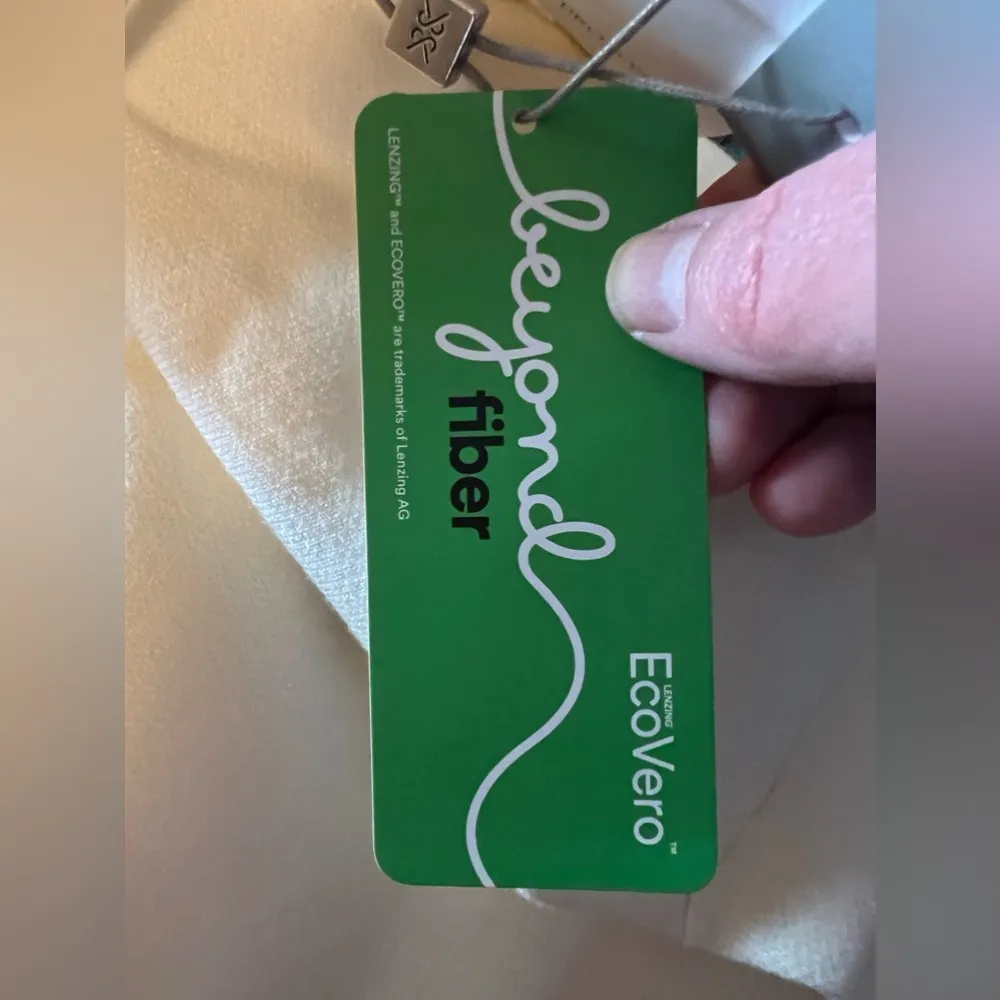 beyond
fiber
LENZING™ and ECOVERO™ are trademarks of Lenzing AG
LENZING
EcoVero™